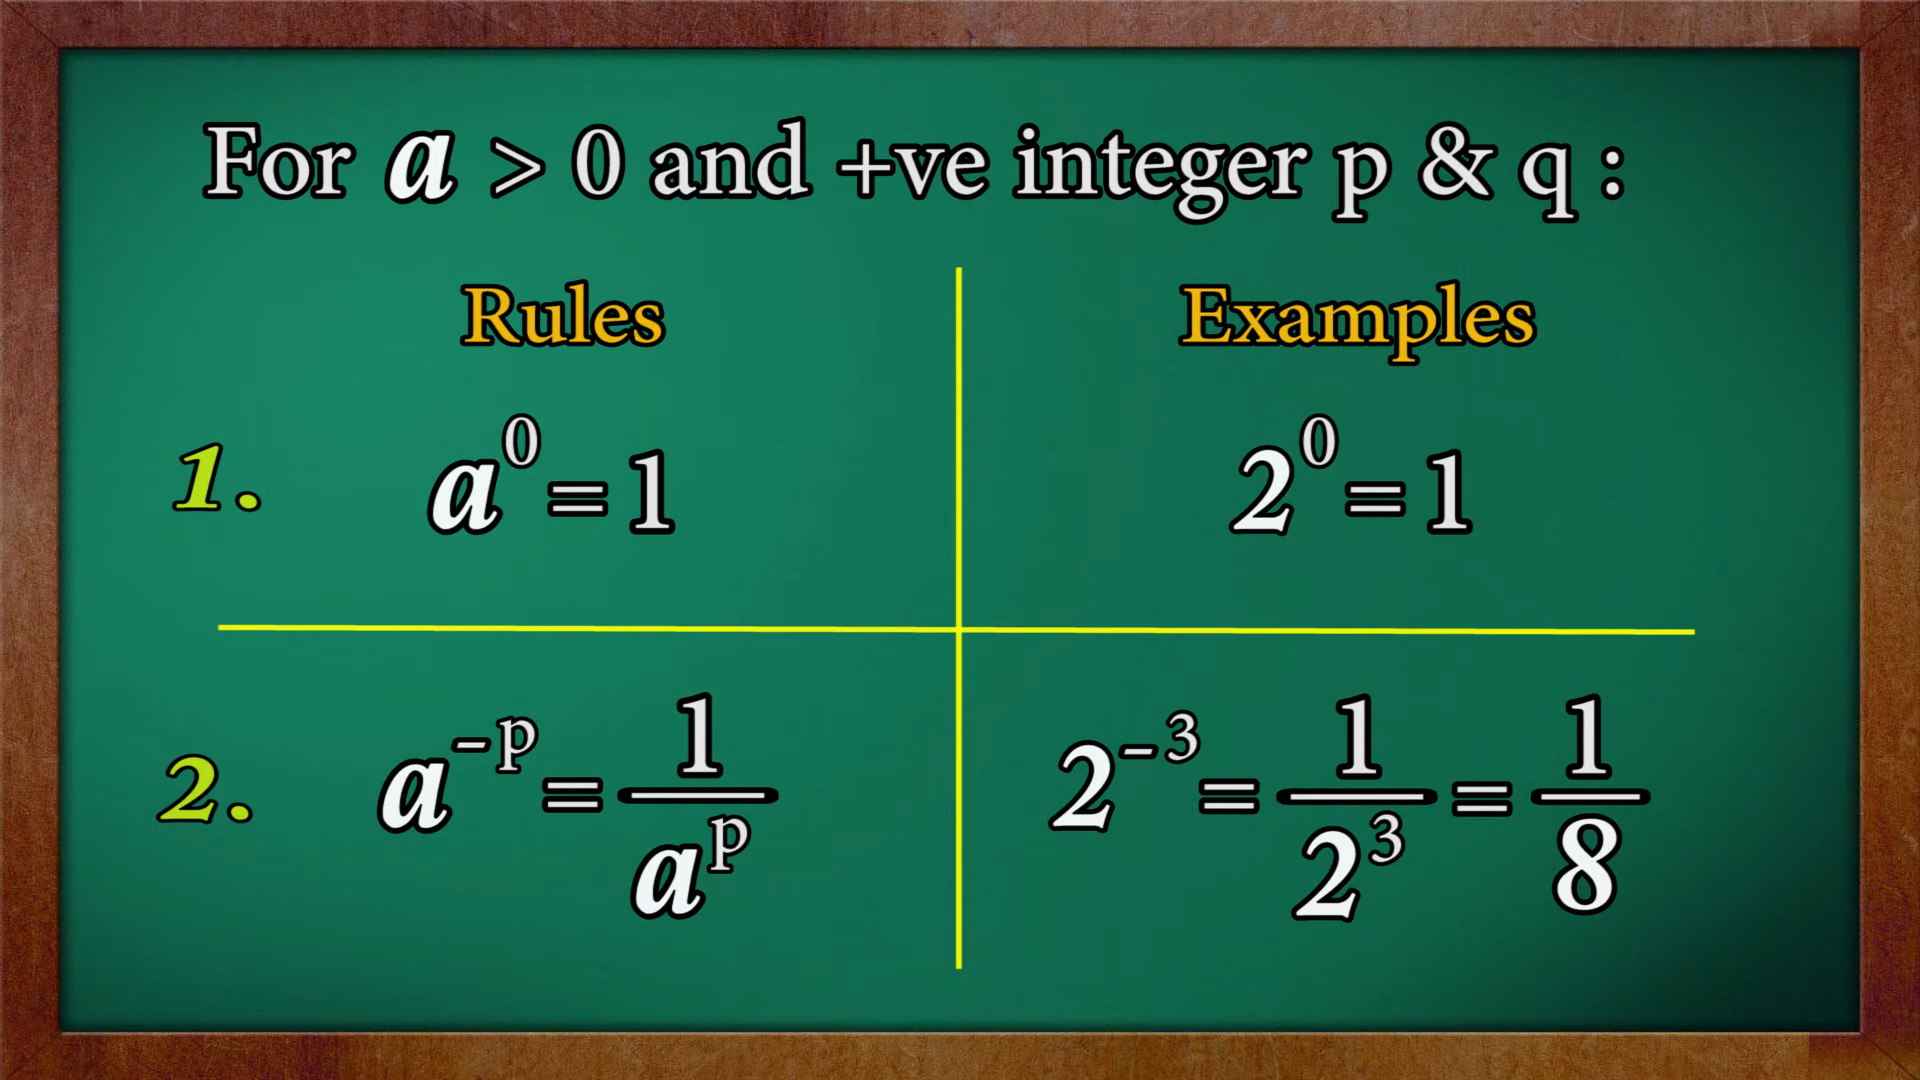 For a > 0 and +ve integer p & q :
Rules
Examples
1. a⁰ = 1
2⁰ = 1
2. a⁻ᵖ = 1/aᵖ
2⁻³ = 1/2³ = 1/8